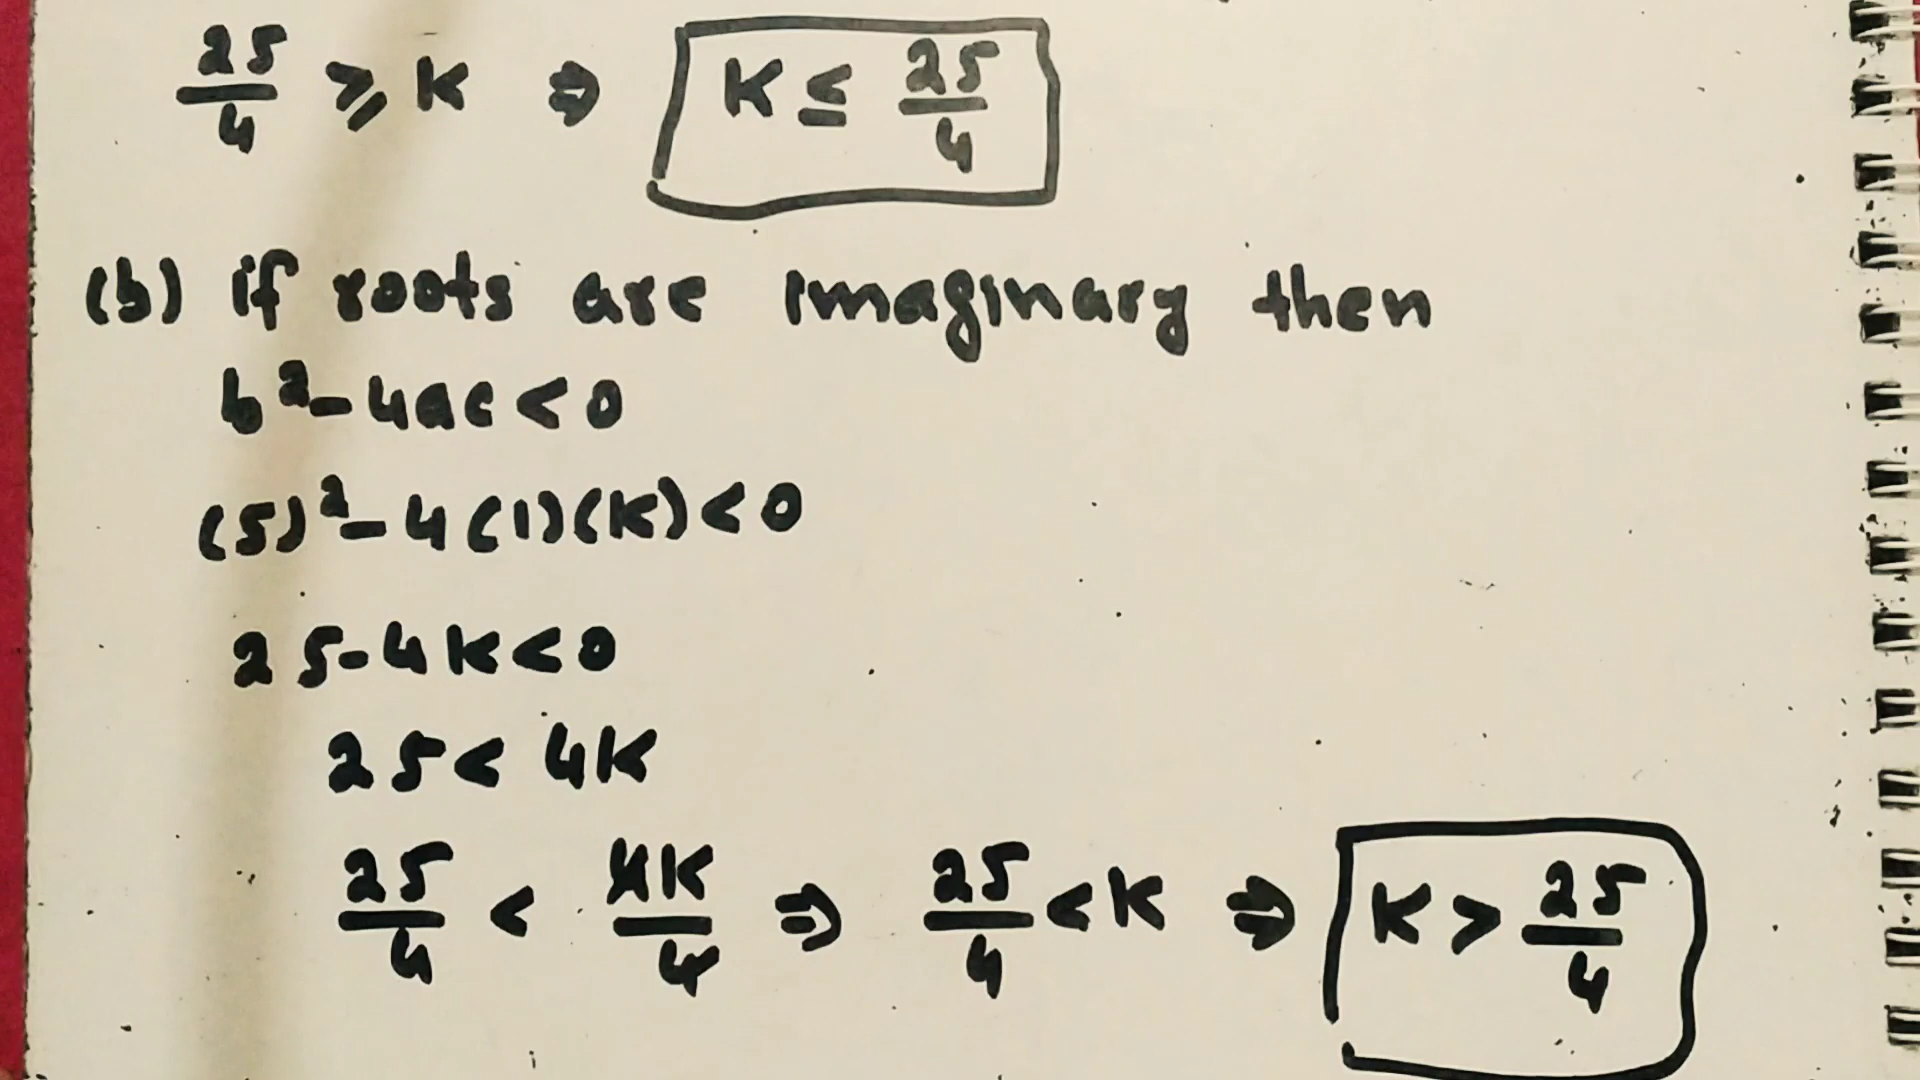 25/4 ≥ K ⇒ K ≤ 25/4
(b) if roots are imaginary then
b²-4ac<0
(5)²-4(1)(K)<0
25-4K<0
25< 4K
25/4 < 4K/4 ⇒ 25/4 <K ⇒ K > 25/4